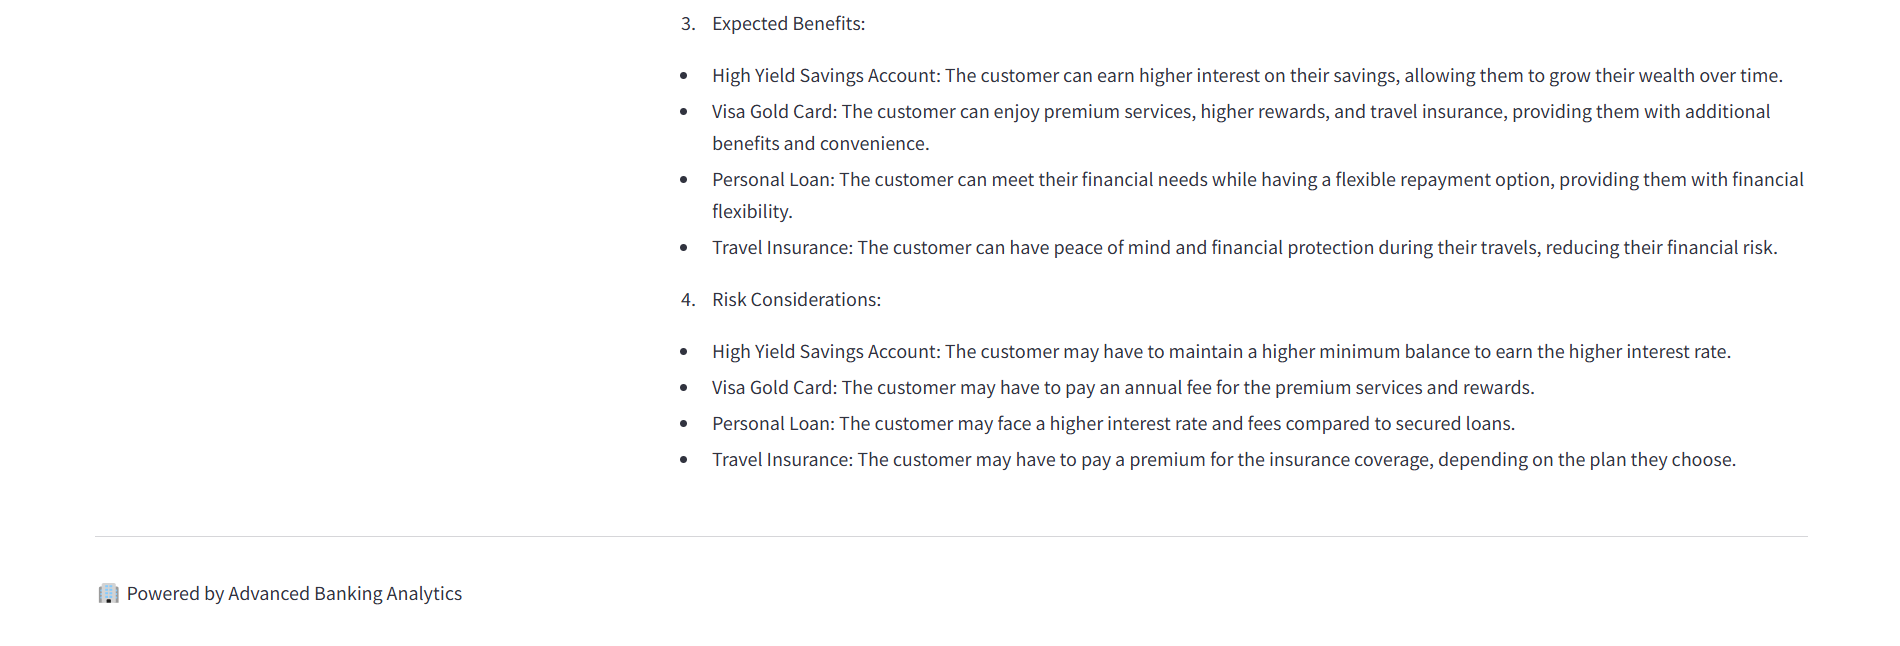 3. Expected Benefits:
• High Yield Savings Account: The customer can earn higher interest on their savings, allowing them to grow their wealth over time.
• Visa Gold Card: The customer can enjoy premium services, higher rewards, and travel insurance, providing them with additional
benefits and convenience.
• Personal Loan: The customer can meet their financial needs while having a flexible repayment option, providing them with financial
flexibility.
• Travel Insurance: The customer can have peace of mind and financial protection during their travels, reducing their financial risk.
4. Risk Considerations:
• High Yield Savings Account: The customer may have to maintain a higher minimum balance to earn the higher interest rate.
• Visa Gold Card: The customer may have to pay an annual fee for the premium services and rewards.
• Personal Loan: The customer may face a higher interest rate and fees compared to secured loans.
• Travel Insurance: The customer may have to pay a premium for the insurance coverage, depending on the plan they choose.
🏢 Powered by Advanced Banking Analytics